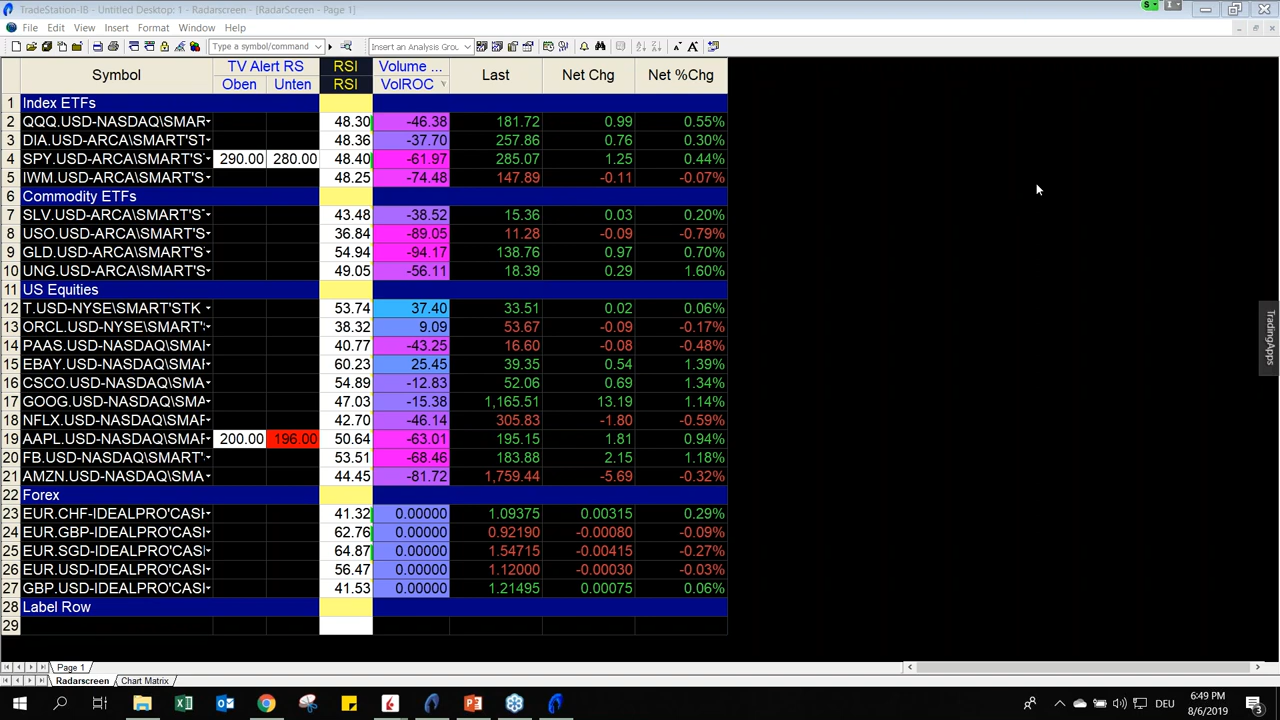 TradeStation-IB - Untitled Desktop: 1 - Radarscreen - [RadarScreen - Page 1]
File Edit View Insert Format Window Help
Type a symbol/command Insert an Analysis Grou
Symbol TV Alert RS RSI Volume ... Last Net Chg Net %Chg
Oben Unten RSI VolROC
1 Index ETFs
2 QQQ.USD-NASDAQ\SMAR 48.30 -46.38 181.72 0.99 0.55%
3 DIA.USD-ARCA\SMART'ST 48.36 -37.70 257.86 0.76 0.30%
4 SPY.USD-ARCA\SMART'S 290.00 280.00 48.40 -61.97 285.07 1.25 0.44%
5 IWM.USD-ARCA\SMART'S 48.25 -74.48 147.89 -0.11 -0.07%
6 Commodity ETFs
7 SLV.USD-ARCA\SMART'S 43.48 -38.52 15.36 0.03 0.20%
8 USO.USD-ARCA\SMART'S 36.84 -89.05 11.28 -0.09 -0.79%
9 GLD.USD-ARCA\SMART'S 54.94 -94.17 138.76 0.97 0.70%
10 UNG.USD-ARCA\SMART'S 49.05 -56.11 18.39 0.29 1.60%
11 US Equities
12 T.USD-NYSE\SMART'STK 53.74 37.40 33.51 0.02 0.06%
13 ORCL.USD-NYSE\SMART'S 38.32 9.09 53.67 -0.09 -0.17%
14 PAAS.USD-NASDAQ\SMAI 40.77 -43.25 16.60 -0.08 -0.48%
15 EBAY.USD-NASDAQ\SMAI 60.23 25.45 39.35 0.54 1.39%
16 CSCO.USD-NASDAQ\SMA 54.89 -12.83 52.06 0.69 1.34%
17 GOOG.USD-NASDAQ\SMA 47.03 -15.38 1,165.51 13.19 1.14%
18 NFLX.USD-NASDAQ\SMAF 42.70 -46.14 305.83 -1.80 -0.59%
19 AAPL.USD-NASDAQ\SMAF 200.00 196.00 50.64 -63.01 195.15 1.81 0.94%
20 FB.USD-NASDAQ\SMART' 53.51 -68.46 183.88 2.15 1.18%
21 AMZN.USD-NASDAQ\SMA 44.45 -81.72 1,759.44 -5.69 -0.32%
22 Forex
23 EUR.CHF-IDEALPRO'CASI 41.32 0.00000 1.09375 0.00315 0.29%
24 EUR.GBP-IDEALPRO'CASI 62.76 0.00000 0.92190 -0.00080 -0.09%
25 EUR.SGD-IDEALPRO'CASI 64.87 0.00000 1.54715 -0.00415 -0.27%
26 EUR.USD-IDEALPRO'CASI 56.47 0.00000 1.12000 -0.00030 -0.03%
27 GBP.USD-IDEALPRO'CASI 41.53 0.00000 1.21495 0.00075 0.06%
28 Label Row
29
TradingApps
Page 1
Radarscreen Chart Matrix
DEU 6:49 PM
8/6/2019
3